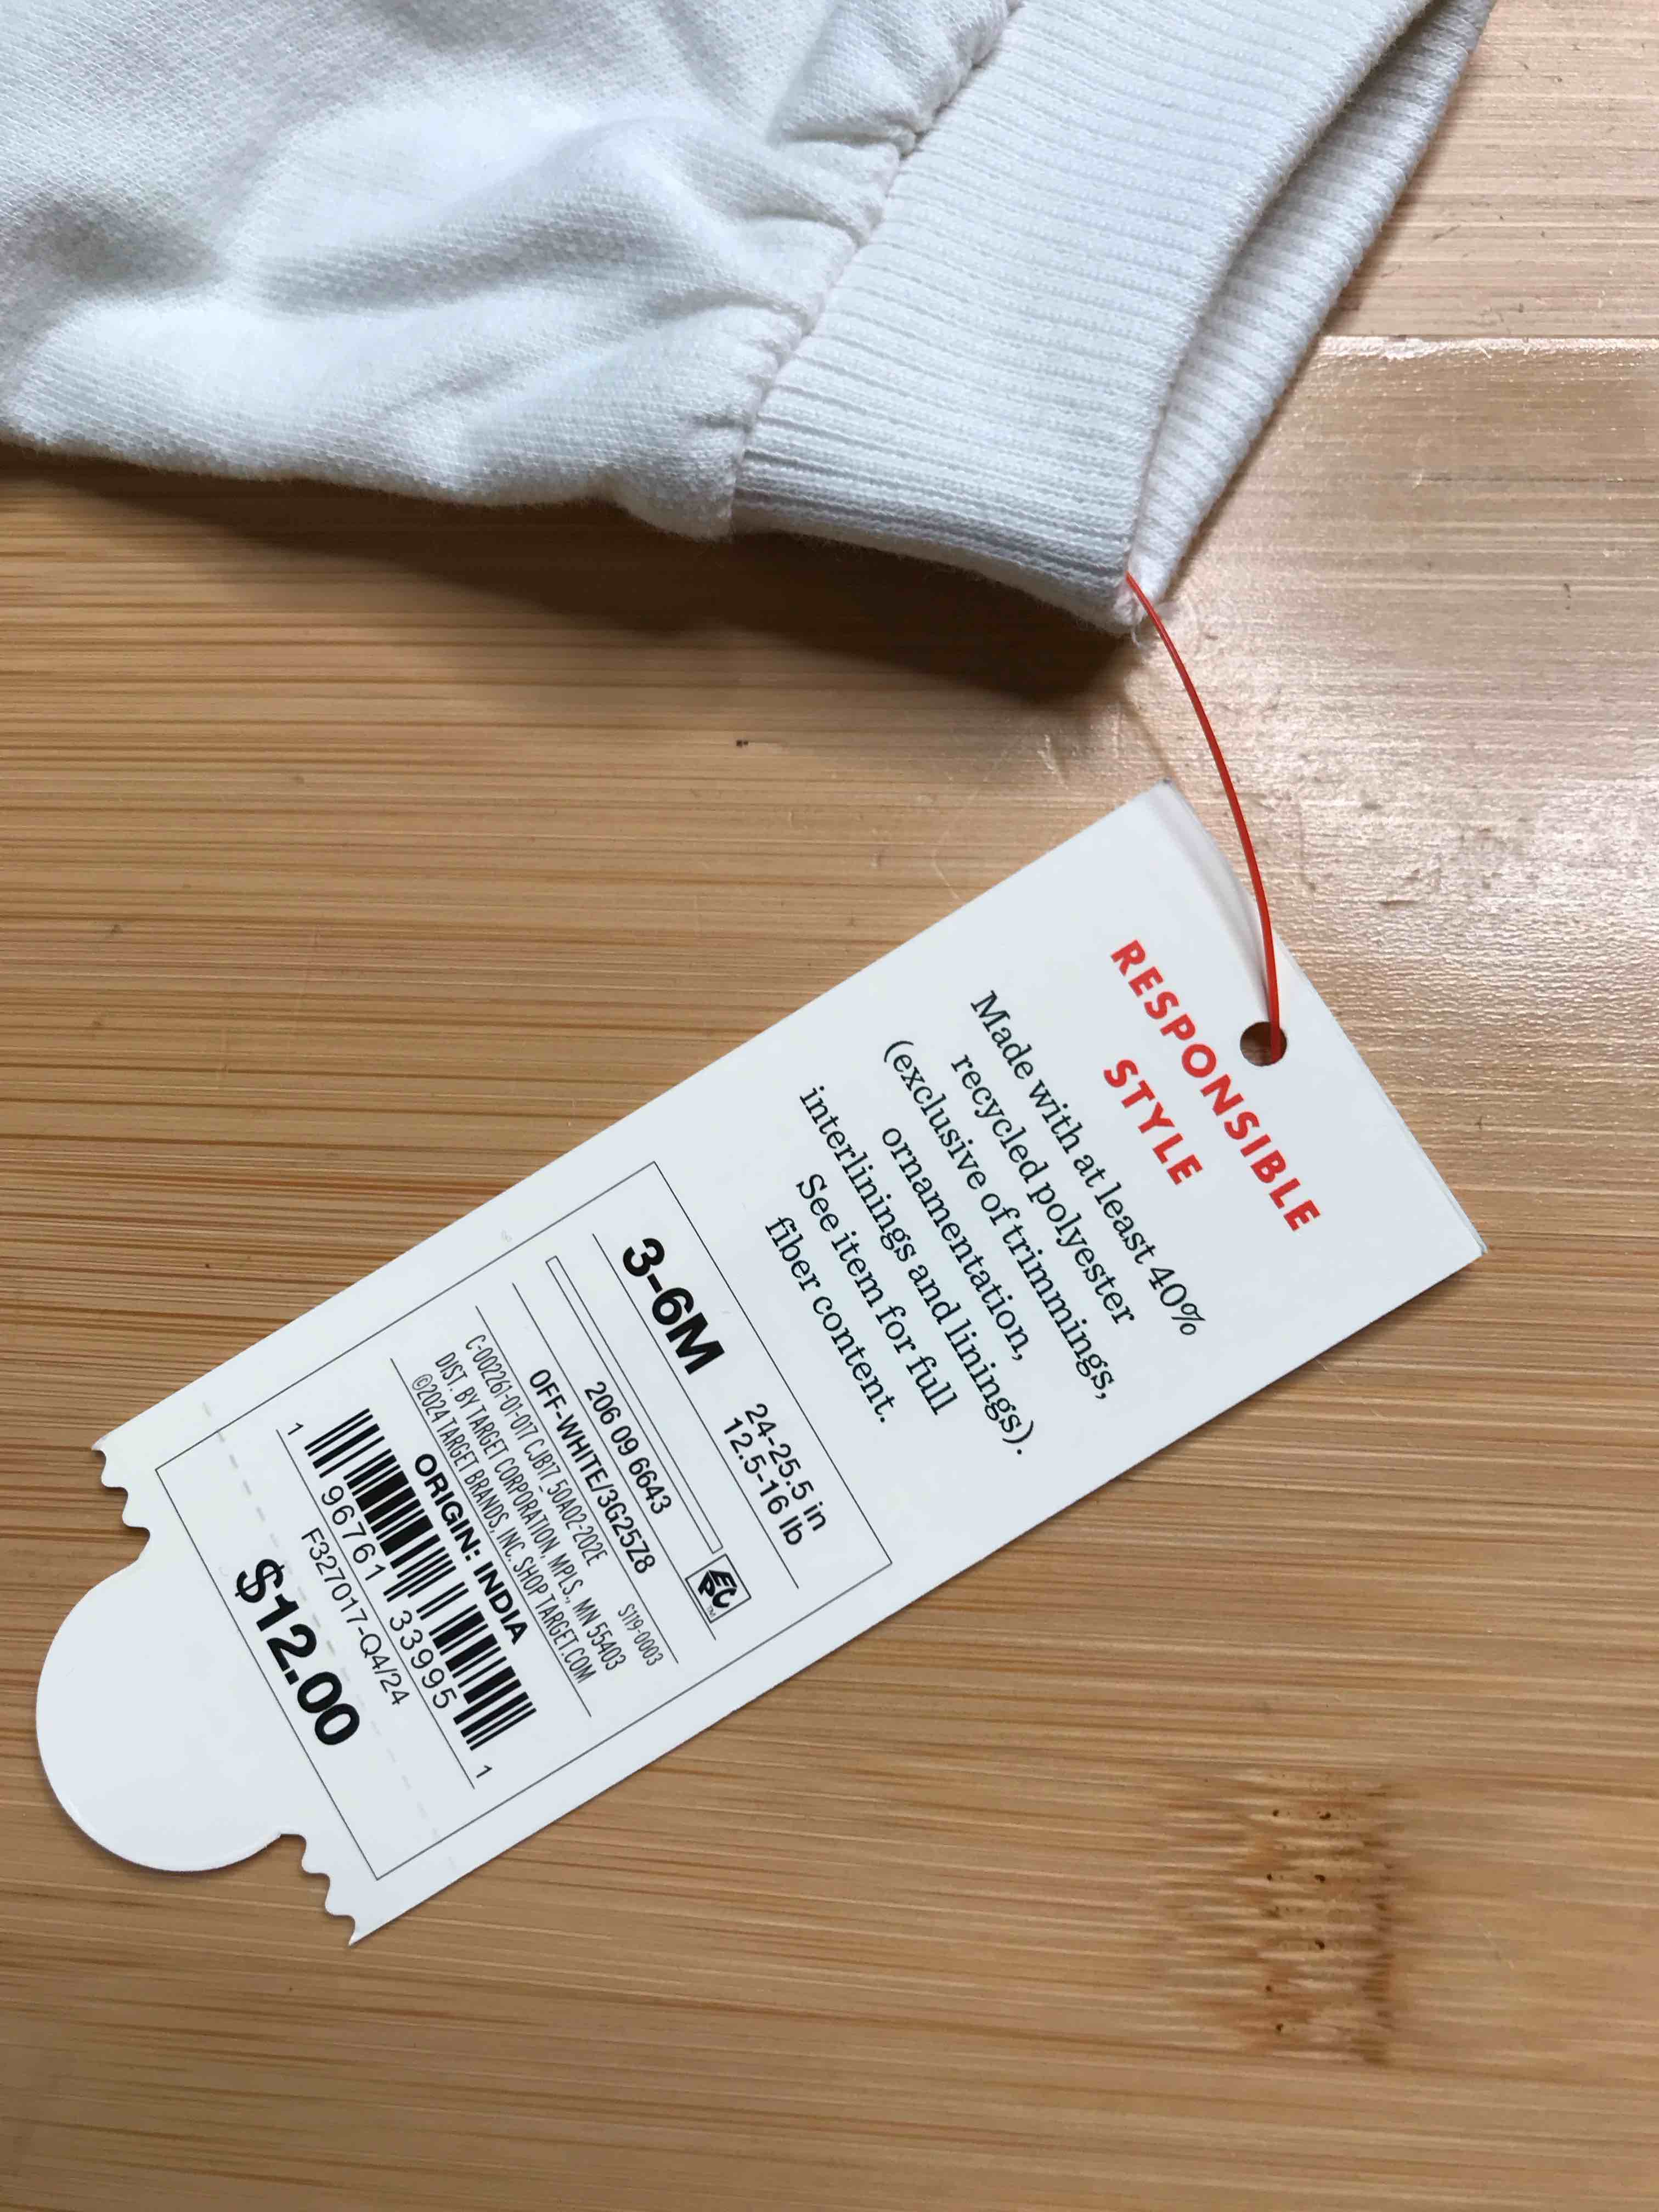 RESPONSIBLE
STYLE
Made with at least 40%
recycled polyester
(exclusive of trimmings,
ornamentation,
interlinings and linings).
See item for full
fiber content.
3-6M
24-25.5 in
12.5-16 lb
206 09 6643
OFF-WHITE/3G25Z8
C-002261-01-017 CJB17_50A02-202E S119-0003
DIST. BY TARGET CORPORATION, MPLS., MN 55403
©2024 TARGET BRANDS, INC. SHOP TARGET.COM
ORIGIN: INDIA
1 96761 33995 1
F327017-Q4/24
$12.00